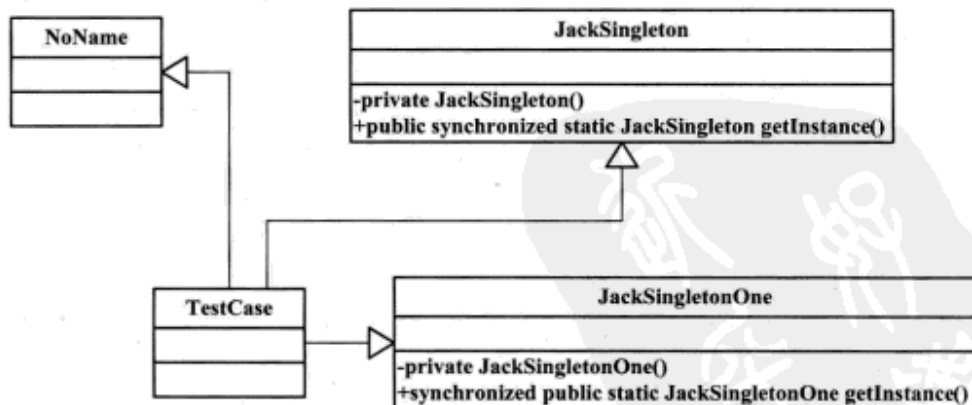 NoName
JackSingleton
-private JackSingleton()
+public synchronized static JackSingleton getInstance()
TestCase
JackSingletonOne
-private JackSingletonOne()
+synchronized public static JackSingletonOne getInstance()